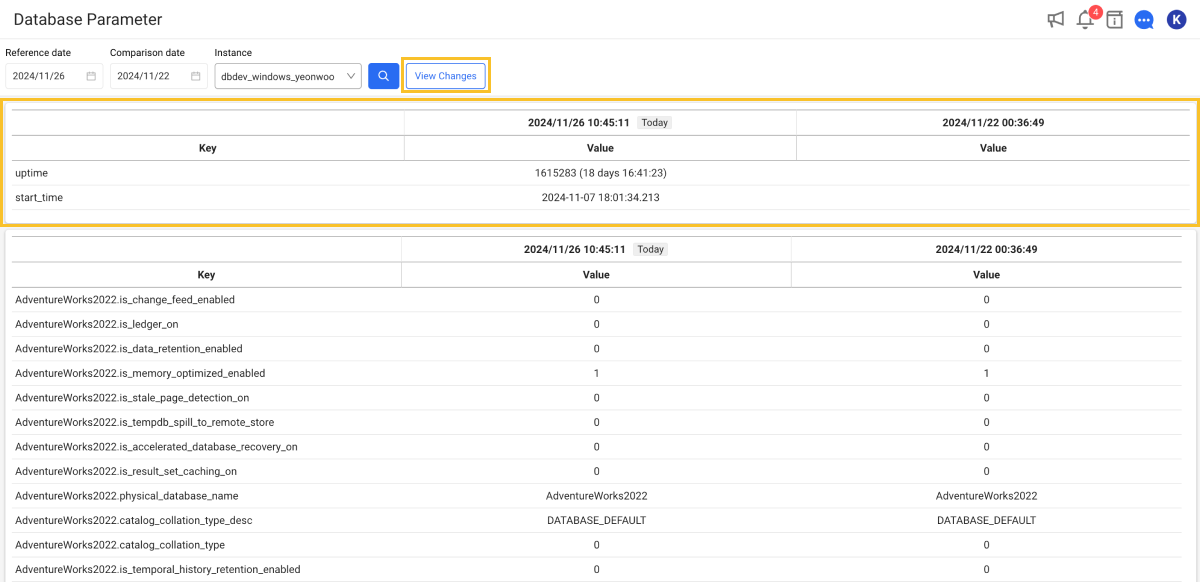 Database Parameter
4
K
Reference date Comparison date Instance
2024/11/26 2024/11/22 dbdev_windows_yeonwoo View Changes
2024/11/26 10:45:11 Today 2024/11/22 00:36:49
Key Value Value
uptime 1615283 (18 days 16:41:23)
start_time 2024-11-07 18:01:34.213
2024/11/26 10:45:11 Today 2024/11/22 00:36:49
Key Value Value
AdventureWorks2022.is_change_feed_enabled 0 0
AdventureWorks2022.is_ledger_on 0 0
AdventureWorks2022.is_data_retention_enabled 0 0
AdventureWorks2022.is_memory_optimized_enabled 1 1
AdventureWorks2022.is_stale_page_detection_on 0 0
AdventureWorks2022.is_tempdb_spill_to_remote_store 0 0
AdventureWorks2022.is_accelerated_database_recovery_on 0 0
AdventureWorks2022.is_result_set_caching_on 0 0
AdventureWorks2022.physical_database_name AdventureWorks2022 AdventureWorks2022
AdventureWorks2022.catalog_collation_type_desc DATABASE_DEFAULT DATABASE_DEFAULT
AdventureWorks2022.catalog_collation_type 0 0
AdventureWorks2022.is_temporal_history_retention_enabled 0 0